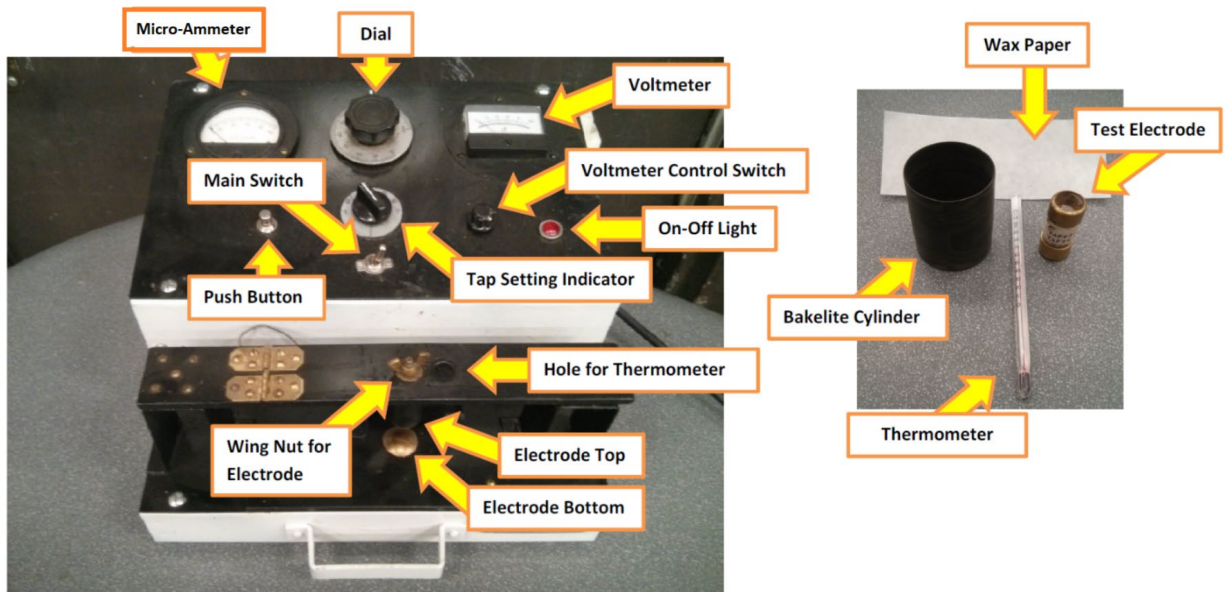 Micro-Ammeter
Dial
Wax Paper
Voltmeter
Test Electrode
Main Switch
Voltmeter Control Switch
On-Off Light
Push Button
Tap Setting Indicator
Bakelite Cylinder
Hole for Thermometer
Wing Nut for
Electrode
Electrode Top
Thermometer
Electrode Bottom